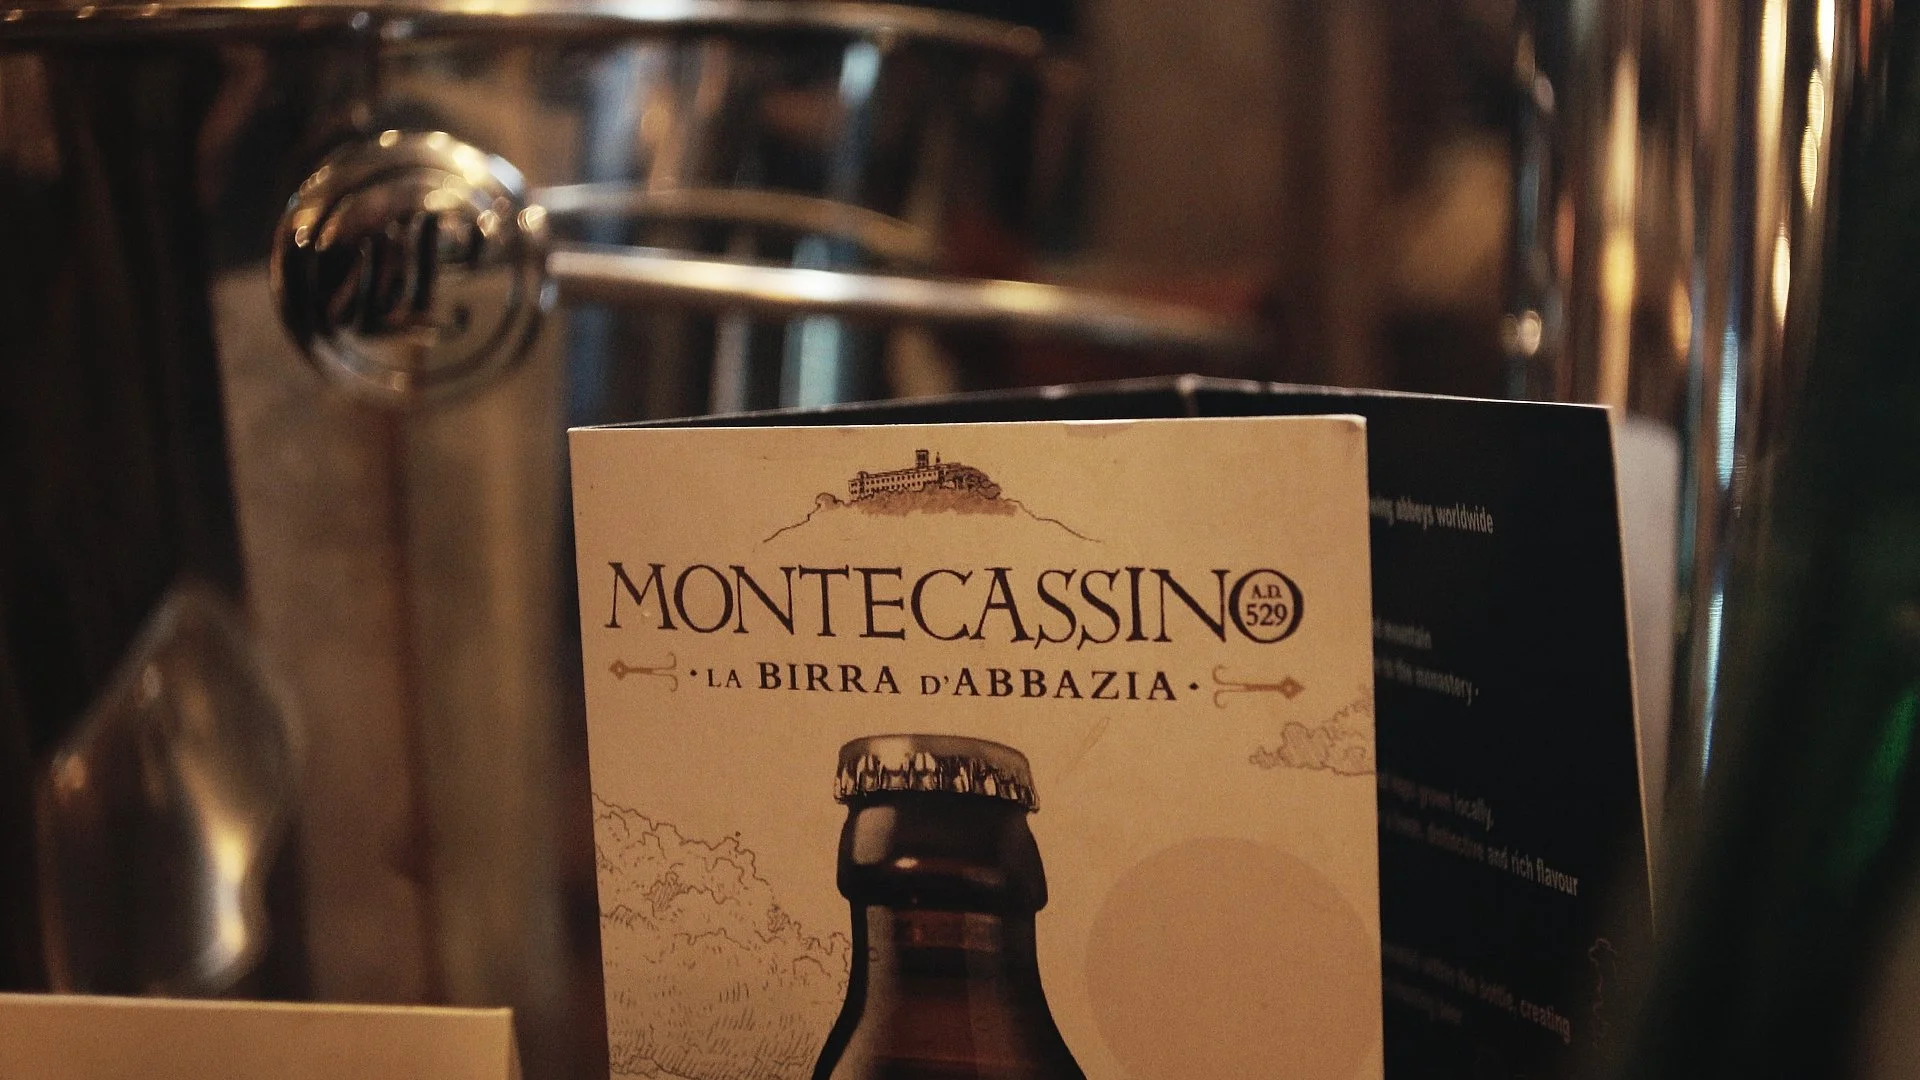 MONTECASSINO
A.D.
529
· LA BIRRA D'ABBAZIA ·
abbeys worldwide
mountain
to the monastery ·
grown locally,
distinctive and rich flavour
the bottle, creating